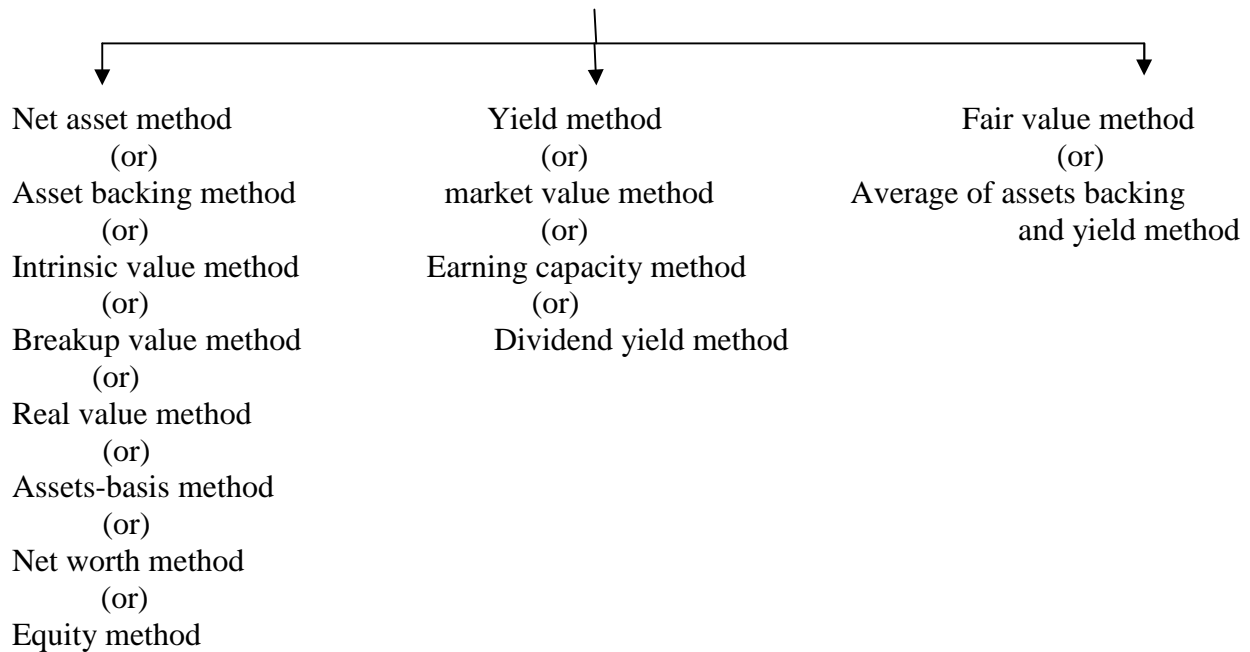 Net asset method Yield method Fair value method
(or) (or) (or)
Asset backing method market value method Average of assets backing
(or) (or) and yield method
Intrinsic value method Earning capacity method
(or) (or)
Breakup value method Dividend yield method
(or)
Real value method
(or)
Assets-basis method
(or)
Net worth method
(or)
Equity method